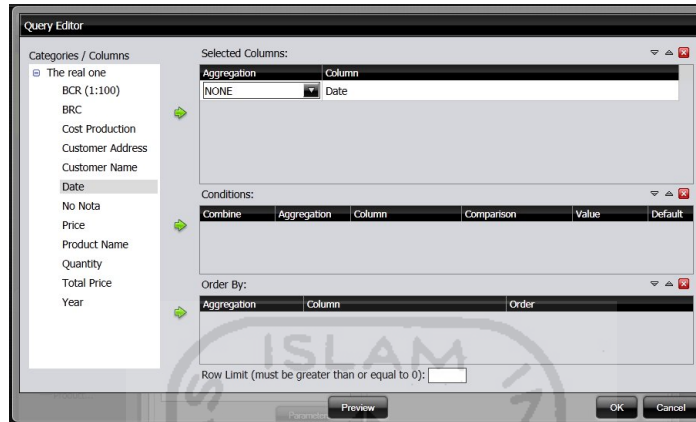 Query Editor
Categories / Columns
The real one
BCR (1:100)
BRC
Cost Production
Customer Address
Customer Name
Date
No Nota
Price
Product Name
Quantity
Total Price
Year
Selected Columns:
Aggregation Column
NONE Date
Conditions:
Combine Aggregation Column Comparison Value Default
Order By:
Aggregation Column Order
ISLAM
Row Limit (must be greater than or equal to 0):
Preview OK Cancel